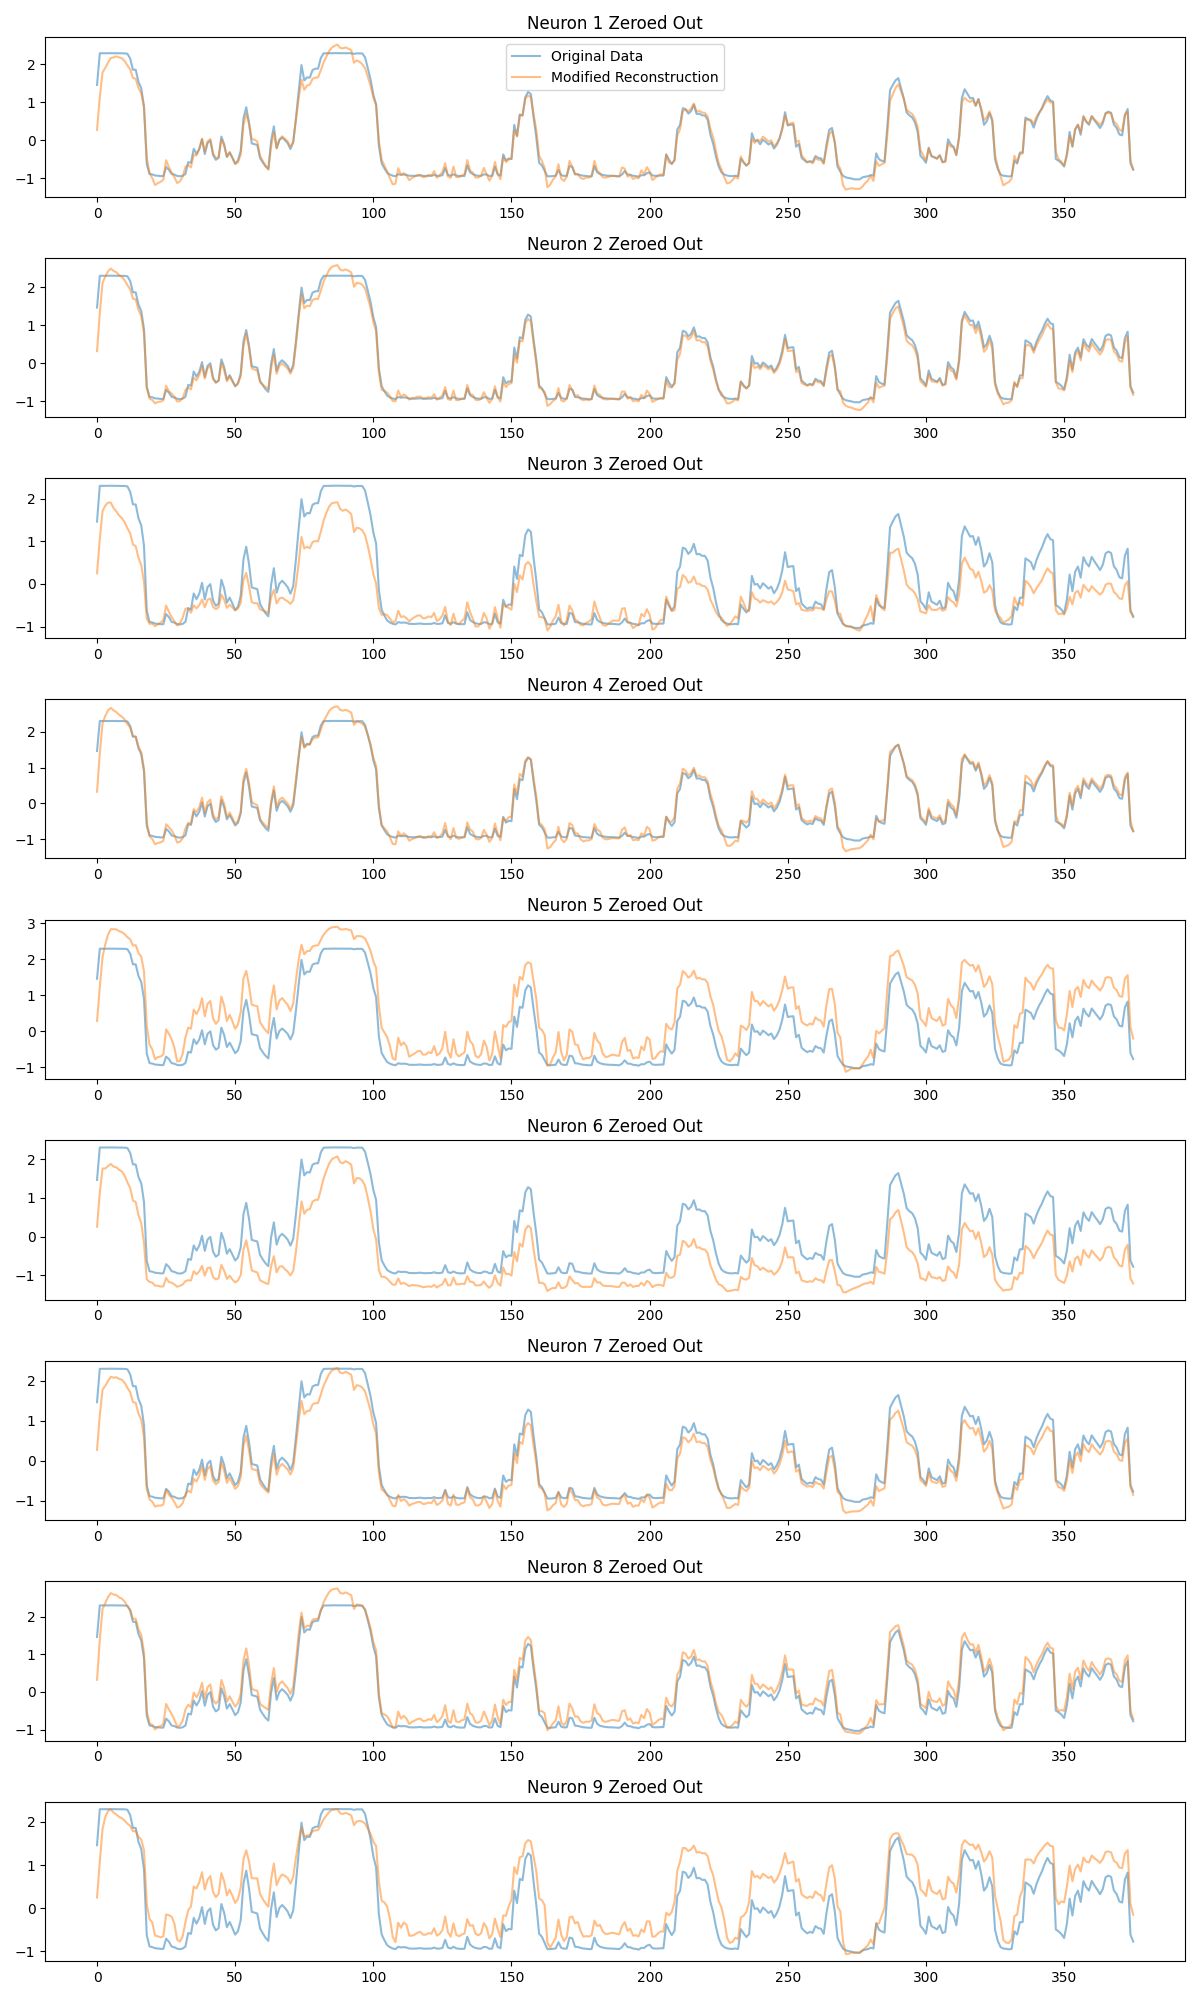 Neuron 1 Zeroed Out
Original Data
Modified Reconstruction
2
1
0
−1
0 50 100 150 200 250 300 350
Neuron 2 Zeroed Out
2
1
0
−1
0 50 100 150 200 250 300 350
Neuron 3 Zeroed Out
2
1
0
−1
0 50 100 150 200 250 300 350
Neuron 4 Zeroed Out
2
1
0
−1
0 50 100 150 200 250 300 350
Neuron 5 Zeroed Out
3
2
1
0
−1
0 50 100 150 200 250 300 350
Neuron 6 Zeroed Out
2
1
0
−1
0 50 100 150 200 250 300 350
Neuron 7 Zeroed Out
2
1
0
−1
0 50 100 150 200 250 300 350
Neuron 8 Zeroed Out
2
1
0
−1
0 50 100 150 200 250 300 350
Neuron 9 Zeroed Out
2
1
0
−1
0 50 100 150 200 250 300 350